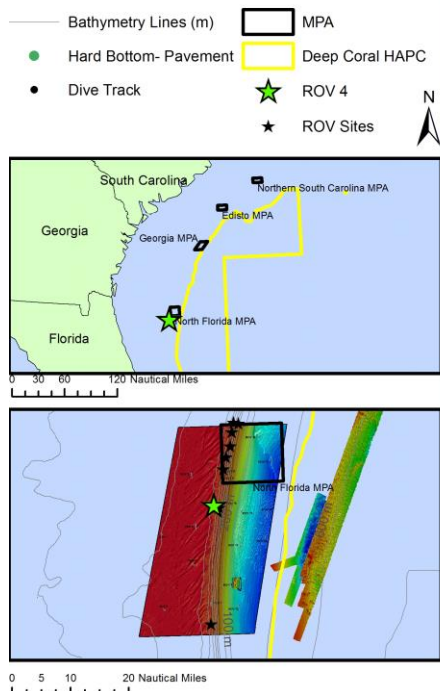 Bathymetry Lines (m)
MPA
Hard Bottom- Pavement
Deep Coral HAPC
Dive Track
ROV 4
ROV Sites
N
South Carolina
Northern South Carolina MPA
Edisto MPA
Georgia
Georgia MPA
North Florida MPA
Florida
0 30 60 120 Nautical Miles
North Florida MPA
100m
0 5 10 20 Nautical Miles